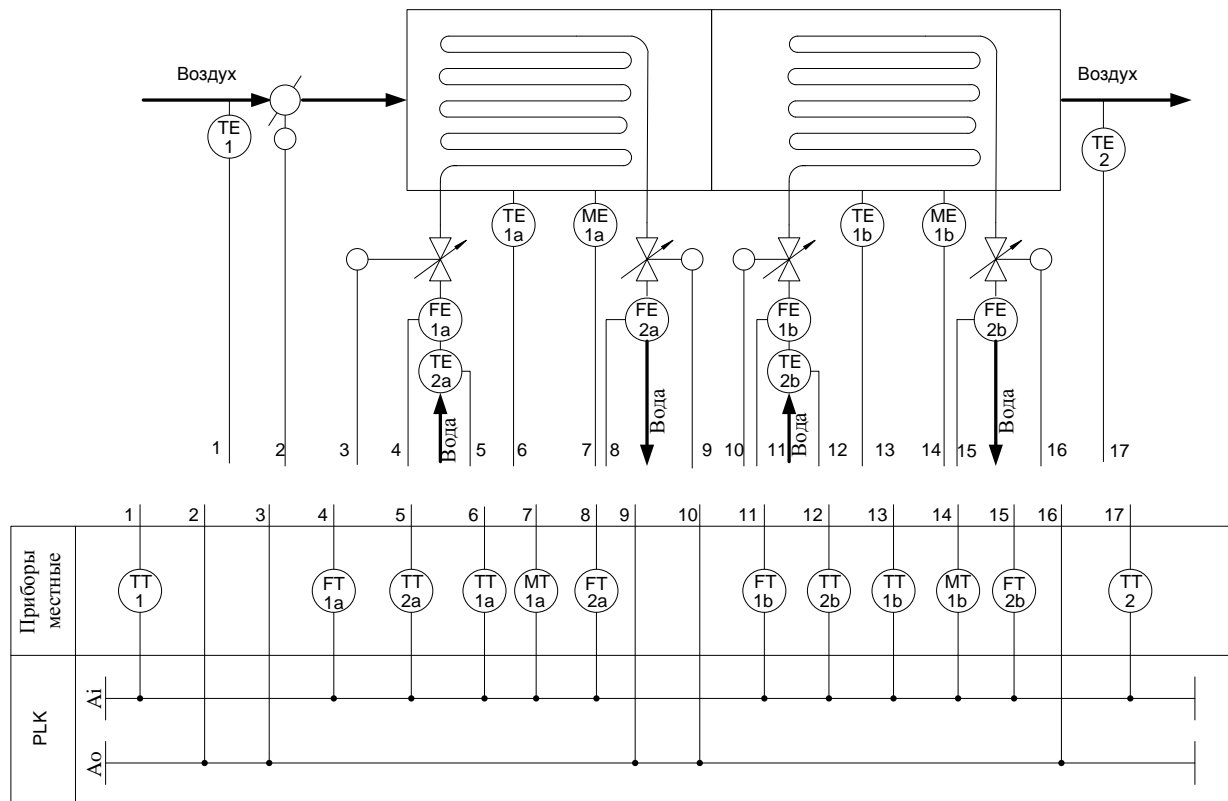 Воздух
Воздух
TE
1
TE
2
TE
1a
ME
1a
TE
1b
ME
1b
FE
1a
FE
2a
FE
1b
FE
2b
TE
2a
TE
2b
Вода
Вода
Вода
Вода
1 2 3 4 5 6 7 8 9 10 11 12 13 14 15 16 17
1 2 3 4 5 6 7 8 9 10 11 12 13 14 15 16 17
Приборы
местные
TT
1
FT
1a
TT
2a
TT
1a
MT
1a
FT
2a
FT
1b
TT
2b
TT
1b
MT
1b
FT
2b
TT
2
PLK
Ai
Ao